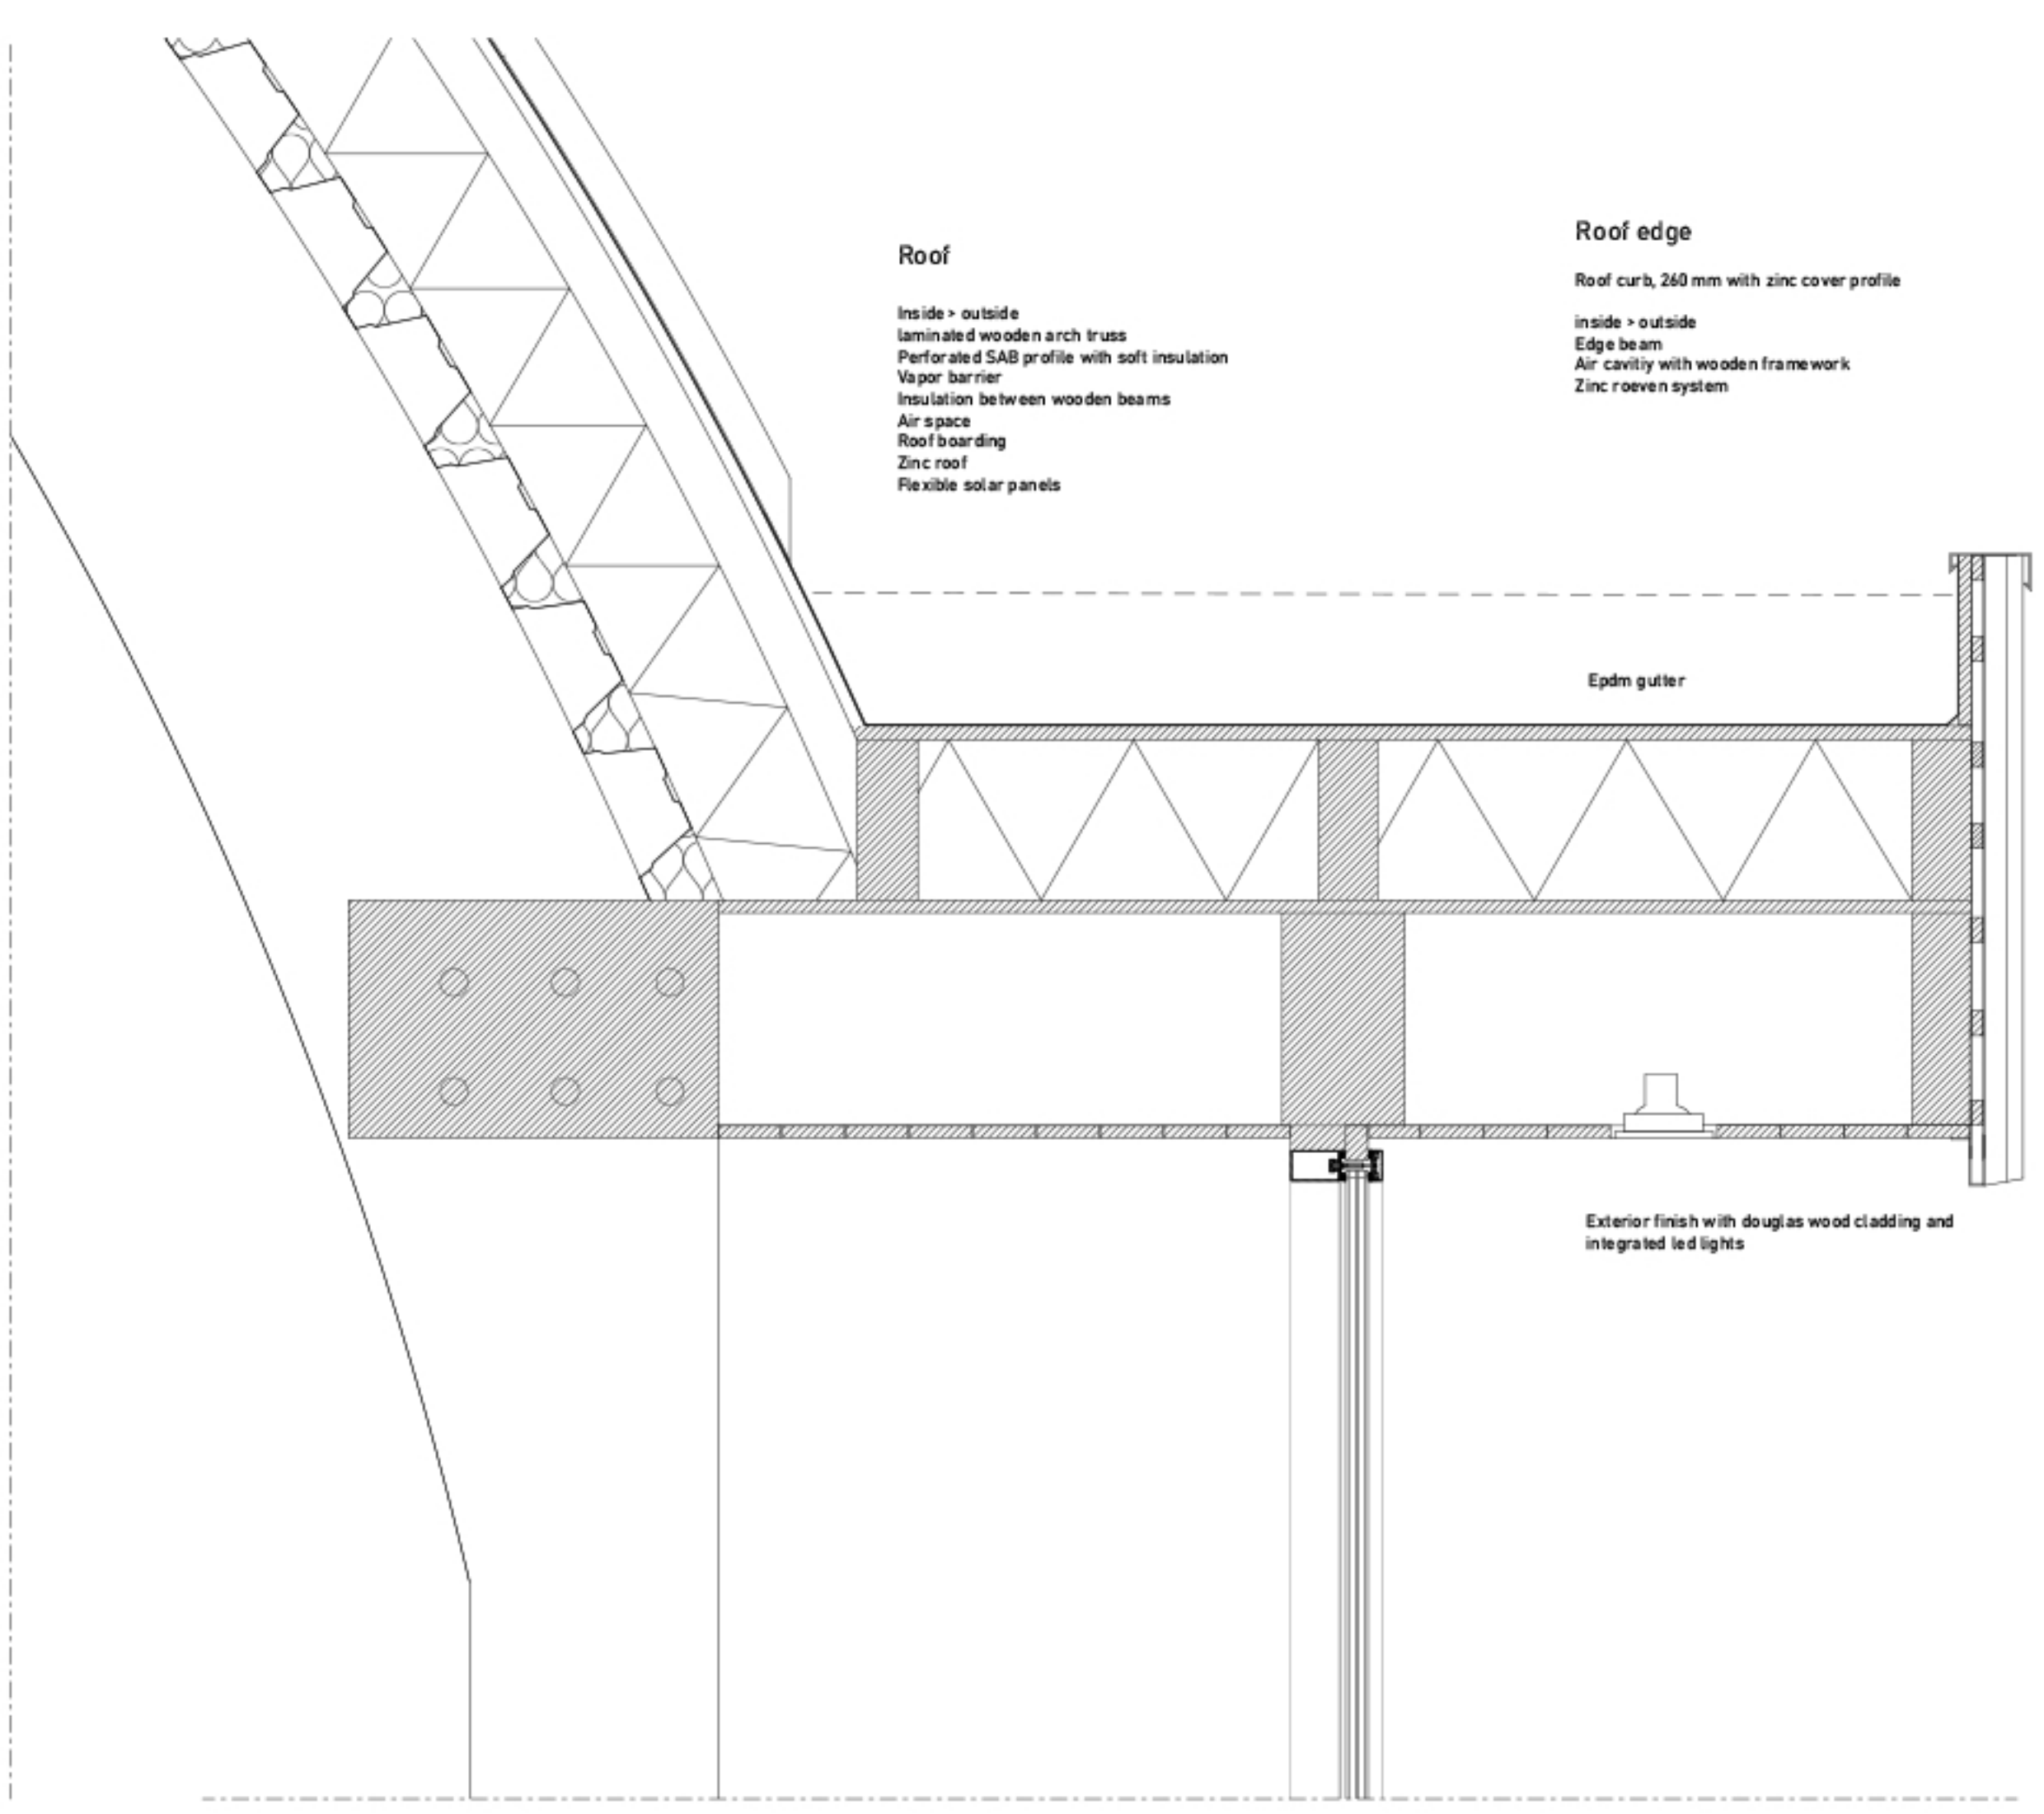 Roof
Inside > outside
laminated wooden arch truss
Perforated SAB profile with soft insulation
Vapor barrier
Insulation between wooden beams
Air space
Roof boarding
Zinc roof
Flexible solar panels
Roof edge
Roof curb, 260 mm with zinc cover profile
inside > outside
Edge beam
Air cavitiy with wooden framework
Zinc roeven system
Epdm gutter
Exterior finish with douglas wood cladding and
integrated led lights